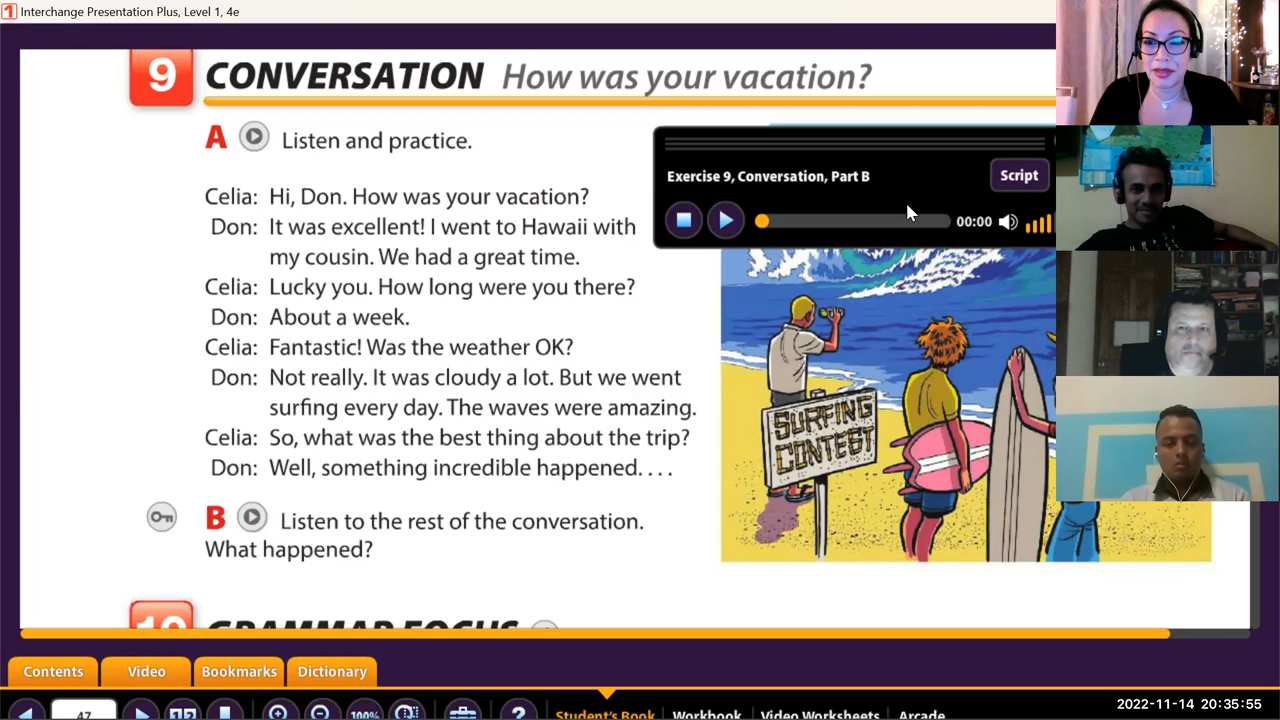 Interchange Presentation Plus, Level 1, 4e
9 CONVERSATION How was your vacation?
A Listen and practice.
Celia: Hi, Don. How was your vacation?
Don: It was excellent! I went to Hawaii with
my cousin. We had a great time.
Celia: Lucky you. How long were you there?
Don: About a week.
Celia: Fantastic! Was the weather OK?
Don: Not really. It was cloudy a lot. But we went
surfing every day. The waves were amazing.
Celia: So, what was the best thing about the trip?
Don: Well, something incredible happened. . . .
B Listen to the rest of the conversation.
What happened?
Exercise 9, Conversation, Part B
Script
00:00
SURFING
CONTEST
10 GRAMMAR FOCUS
Contents
Video
Bookmarks
Dictionary
47
100%
Student's Book
Workbook
Video Worksheets
Arcade
2022-11-14 20:35:55